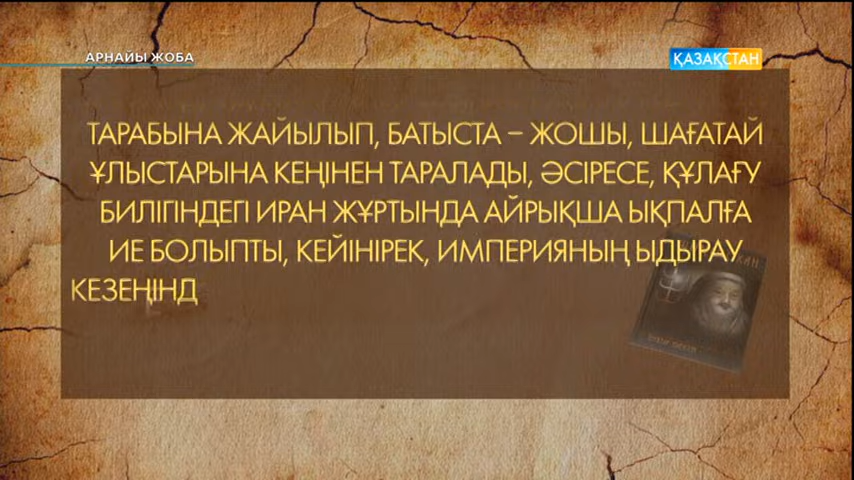 АРНАЙЫ ЖОБА
ҚАЗАҚСТАН
ТАРАБЫНА ЖАЙЫЛЫП, БАТЫСТА – ЖОШЫ, ШАҒАТАЙ
ҰЛЫСТАРЫНА КЕҢІНЕН ТАРАЛАДЫ, ӘСІРЕСЕ, ҚҰЛАҒУ
БИЛІГІНДЕГІ ИРАН ЖҰРТЫНДА АЙРЫҚША ЫҚПАЛҒА
ИЕ БОЛЫПТЫ, КЕЙІНІРЕК, ИМПЕРИЯНЫҢ ЫДЫРАУ
КЕЗЕҢІНД